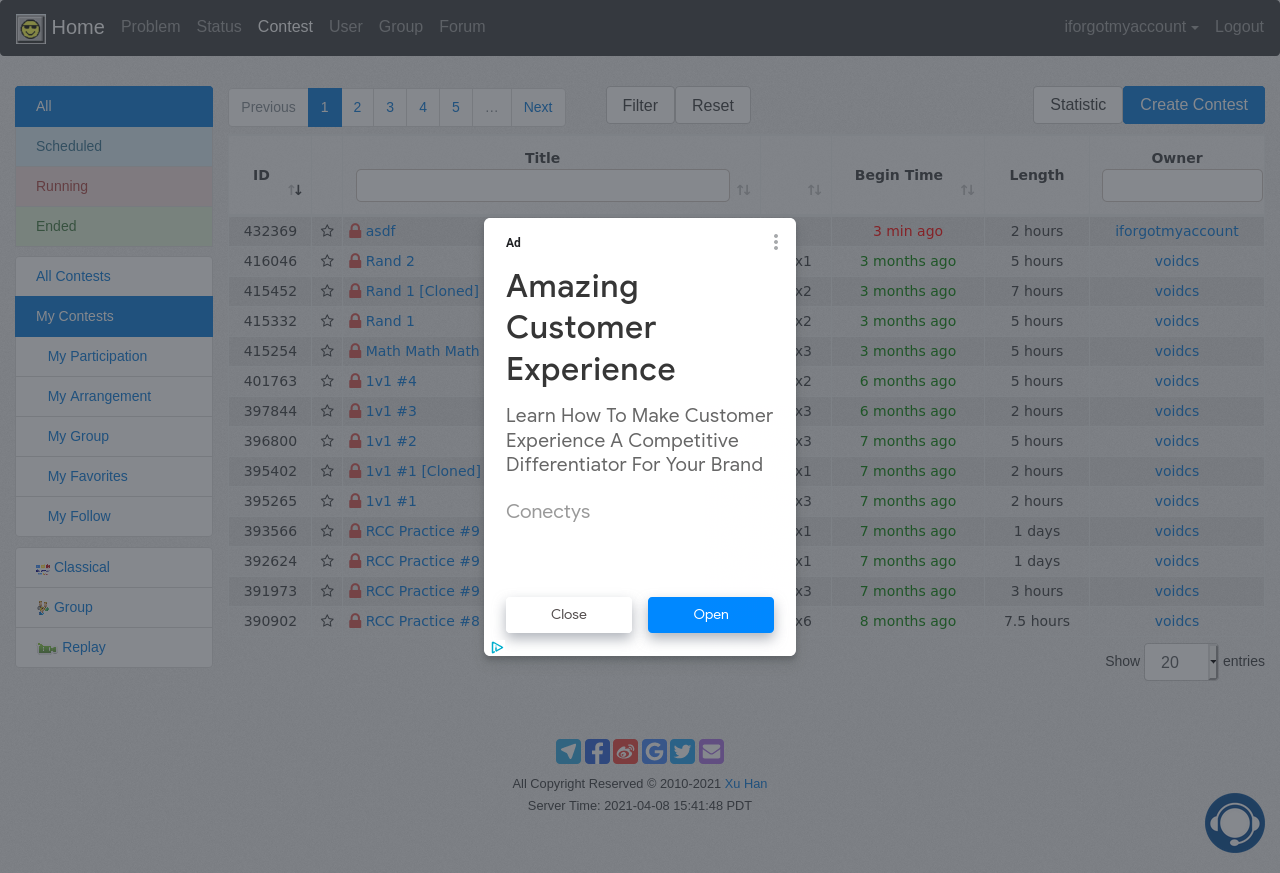 Home Problem Status Contest User Group Forum iforgotmyaccount Logout
All
Scheduled
Running
Ended
All Contests
My Contests
My Participation
My Arrangement
My Group
My Favorites
My Follow
Classical
Group
Replay
Previous 1 2 3 4 5 … Next Filter Reset Statistic Create Contest
ID Title Begin Time Length Owner
432369 asdf 3 min ago 2 hours iforgotmyaccount
416046 Rand 2 x1 3 months ago 5 hours voidcs
415452 Rand 1 [Cloned] x2 3 months ago 7 hours voidcs
415332 Rand 1 x2 3 months ago 5 hours voidcs
415254 Math Math Math x3 3 months ago 5 hours voidcs
401763 1v1 #4 x2 6 months ago 5 hours voidcs
397844 1v1 #3 x3 6 months ago 2 hours voidcs
396800 1v1 #2 x3 7 months ago 5 hours voidcs
395402 1v1 #1 [Cloned] x1 7 months ago 2 hours voidcs
395265 1v1 #1 x3 7 months ago 2 hours voidcs
393566 RCC Practice #9 x1 7 months ago 1 days voidcs
392624 RCC Practice #9 x1 7 months ago 1 days voidcs
391973 RCC Practice #9 x3 7 months ago 3 hours voidcs
390902 RCC Practice #8 x6 8 months ago 7.5 hours voidcs
Show 20 entries
Ad
Amazing
Customer
Experience
Learn How To Make Customer
Experience A Competitive
Differentiator For Your Brand
Conectys
Close Open
All Copyright Reserved © 2010-2021 Xu Han
Server Time: 2021-04-08 15:41:48 PDT